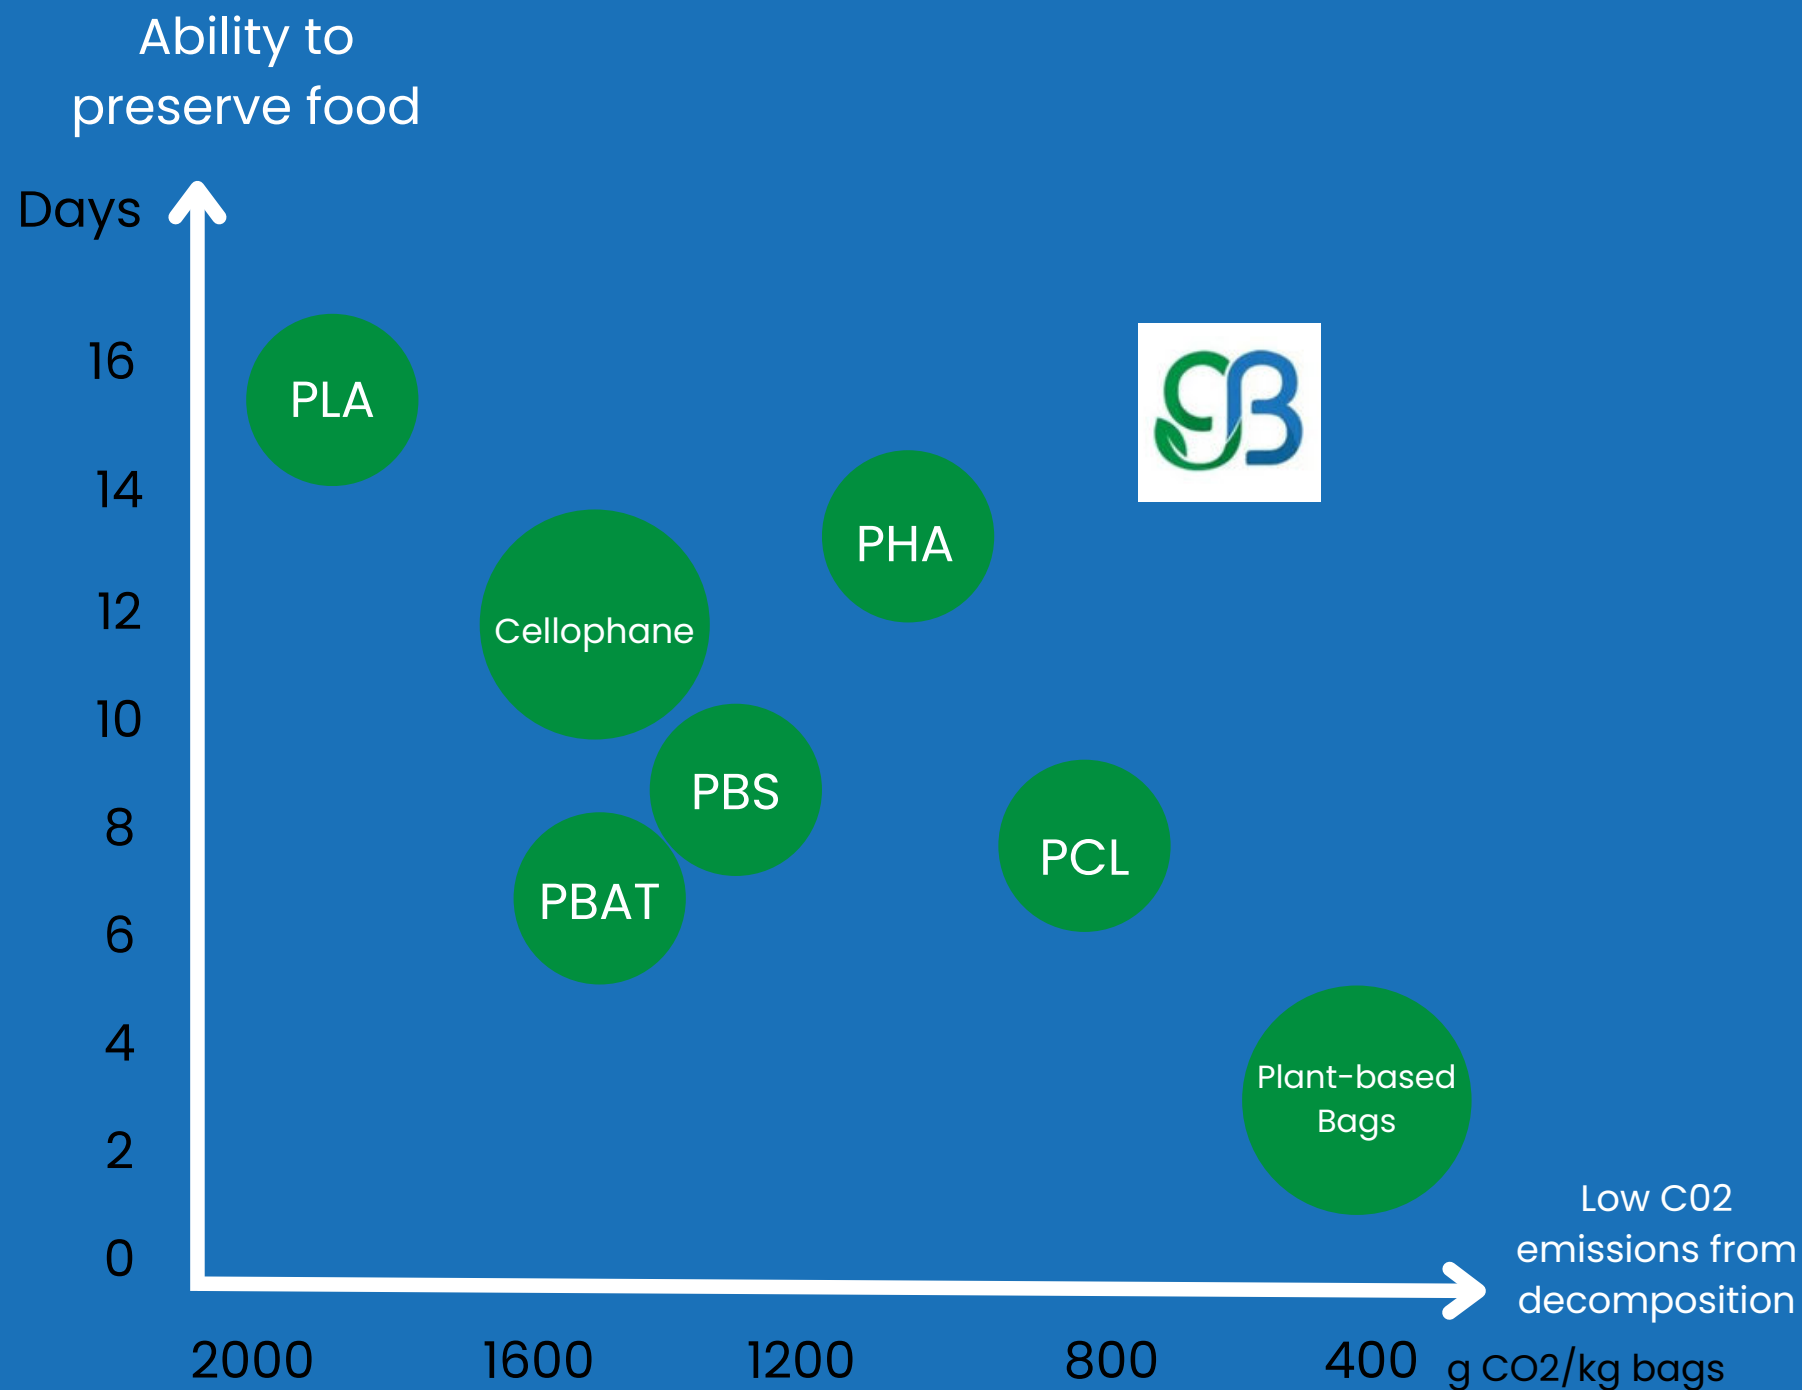 Ability to
preserve food
Days
16
PLA
CB
14
PHA
12
Cellophane
10
PBS
8
PCL
PBAT
6
4
Plant-based
Bags
2
Low C02
emissions from
decomposition
0
2000
1600
1200
800
400
g CO2/kg bags